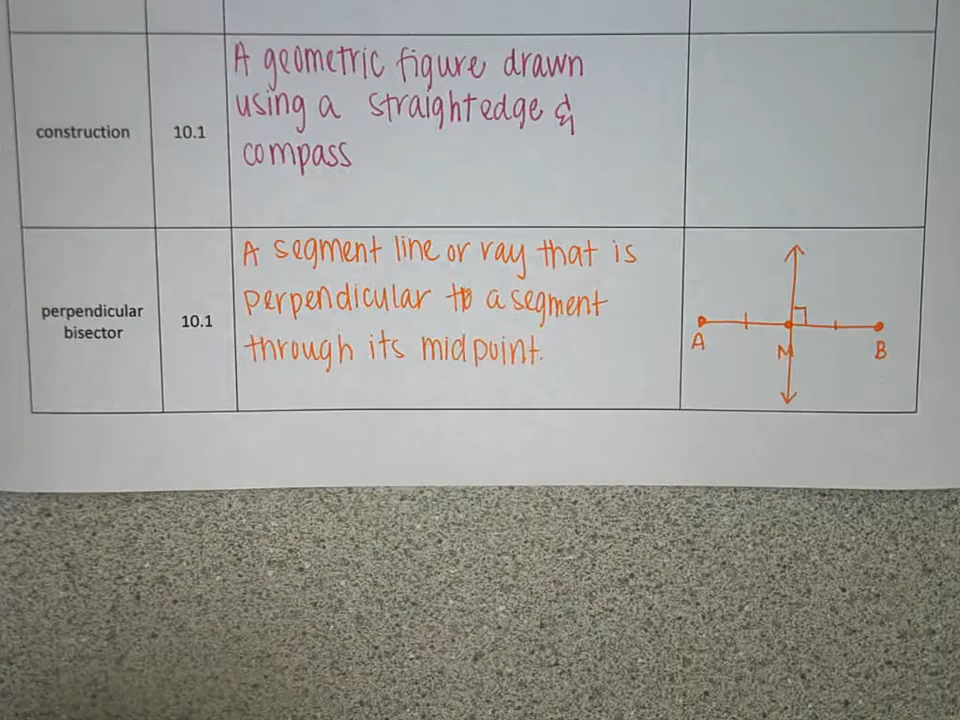 construction
10.1
A geometric figure drawn
using a straightedge &
compass
perpendicular
bisector
10.1
A segment line or ray that is
perpendicular to a segment
through its midpoint.
A
M
B